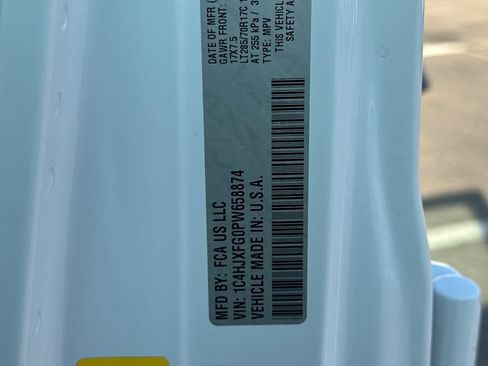 MFD BY: FCA US LLC
VIN: 1C4HJXFG0PW658874
VEHICLE MADE IN: U.S.A.
DATE OF MFR (
GAWR FRONT:
17X7.5
LT285/70R17C
AT 255 kPa /
TYPE: MPV
THIS VEHICLE
SAFETY A